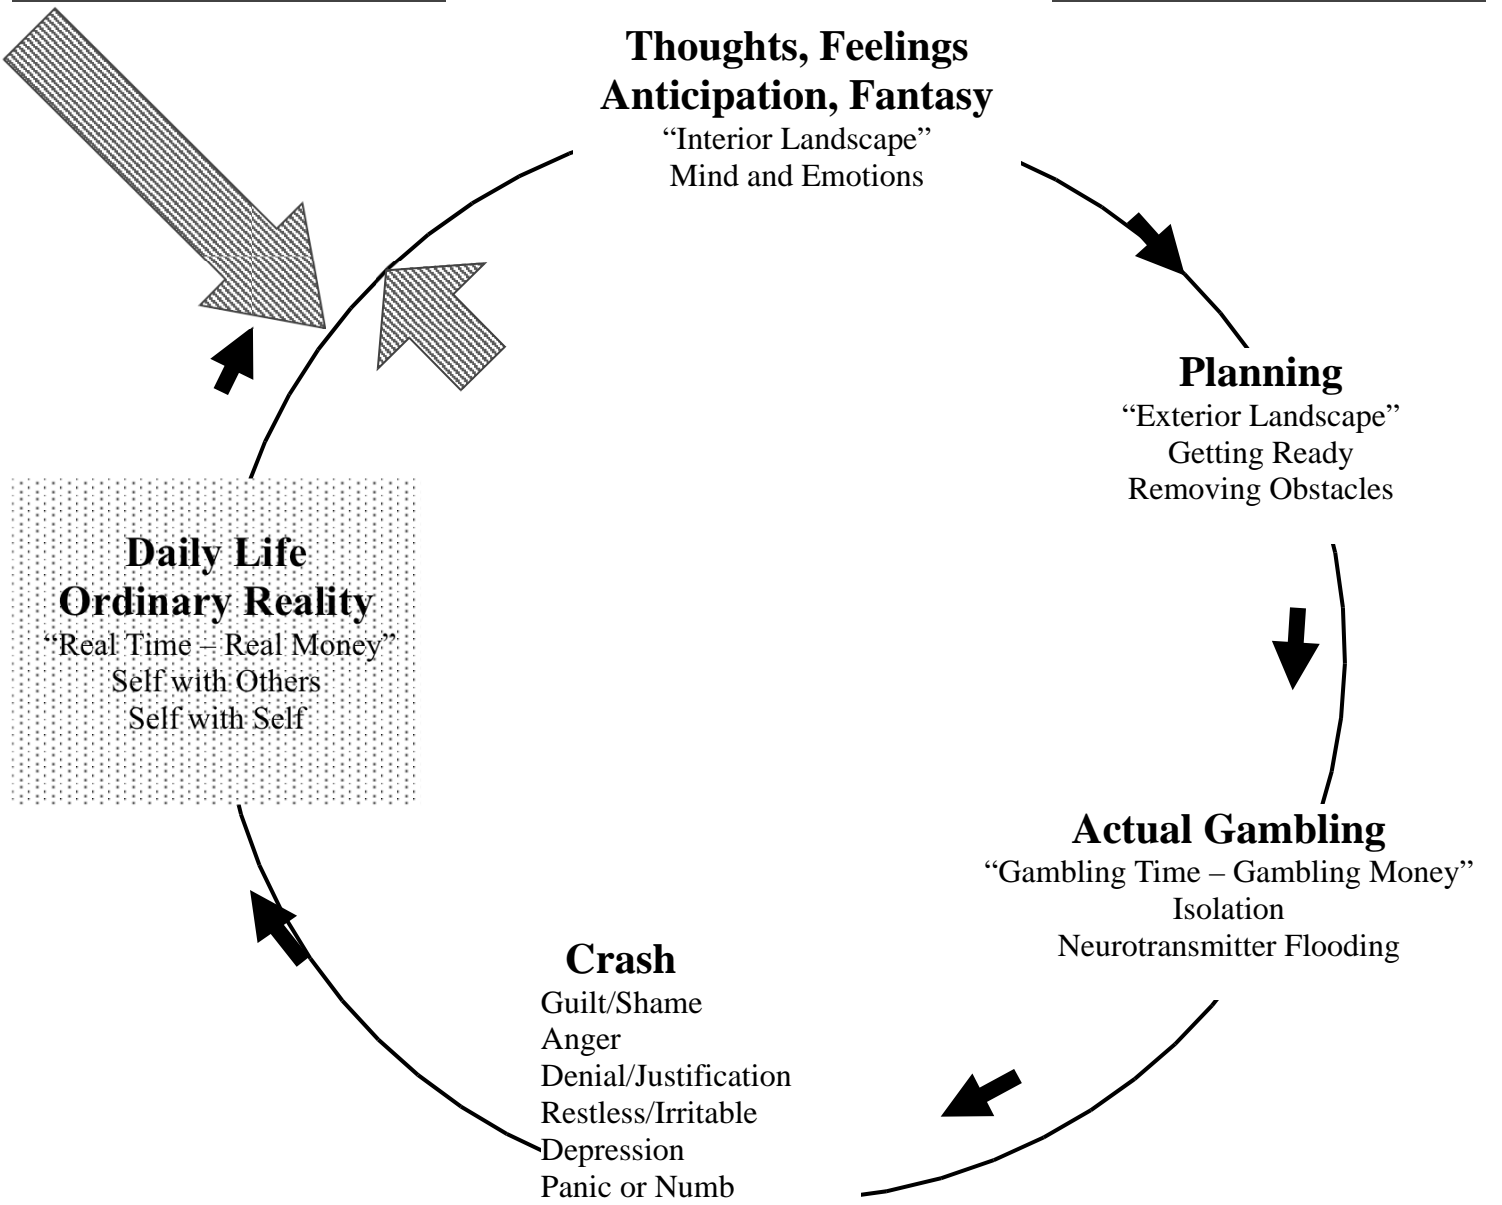 Thoughts, Feelings
Anticipation, Fantasy
“Interior Landscape”
Mind and Emotions
Planning
“Exterior Landscape”
Getting Ready
Removing Obstacles
Daily Life
Ordinary Reality
“Real Time – Real Money”
Self with Others
Self with Self
Actual Gambling
“Gambling Time – Gambling Money”
Isolation
Neurotransmitter Flooding
Crash
Guilt/Shame
Anger
Denial/Justification
Restless/Irritable
Depression
Panic or Numb